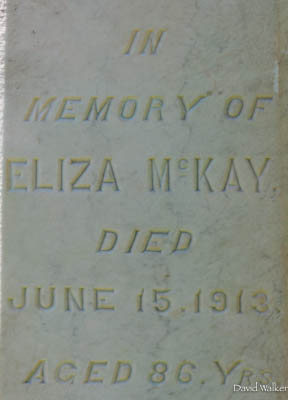 IN
MEMORY OF
ELIZA McKAY.
DIED
JUNE 15, 1913.
AGED 86, YRS
David Walker